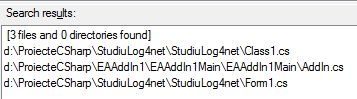 Search results:
[3 files and 0 directories found]
d:\ProiecteCSharp\StudiuLog4net\StudiuLog4net\Class1.cs
d:\ProiecteCSharp\EAAddIn1\EAAddIn1Main\EAAddIn1Main\AddIn.cs
d:\ProiecteCSharp\StudiuLog4net\StudiuLog4net\Form1.cs